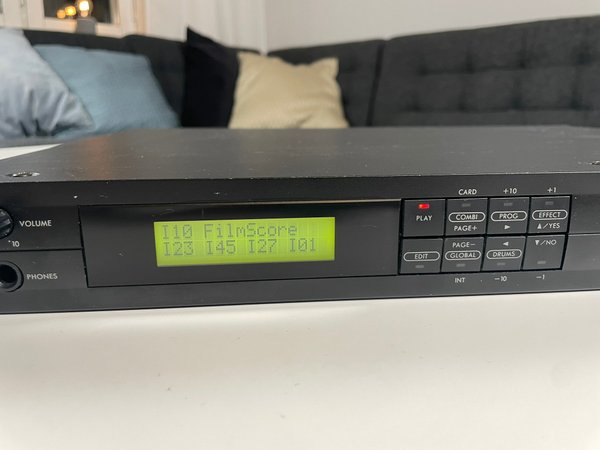 CARD +10 +1
VOLUME
10
PLAY COMBI PROG EFFECT
PAGE+ ► ▲/YES
I10 FilmScore
I23 I45 I27 I01
PAGE– ◄ ▼/NO
EDIT GLOBAL DRUMS
PHONES
INT –10 –1